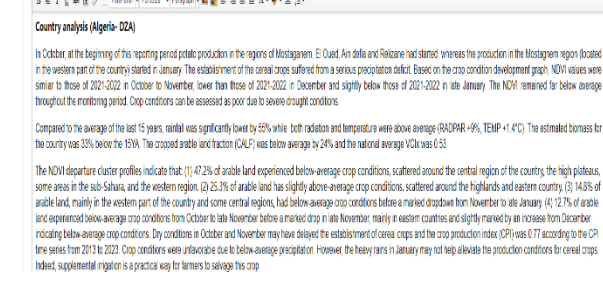 Country analysis (Algeria- DZA)
In October, at the beginning of this reporting period potato production in the regions of Mostaganem, El Oued, Ain dafla and Relizane had started, whereas the production in the Mostagnem region (located
in the western part of the country) started in January. The establishment of the cereal crops suffered from a serious precipitation deficit. Based on the crop condition development graph, NDVI values were
similar to those of 2021-2022 in October to November, lower than those of 2021-2022 in December and slightly below those of 2021-2022 in late January. The NDVI remained far below average
throughout the monitoring period. Crop conditions can be assessed as poor due to severe drought conditions.
Compared to the average of the last 15 years, rainfall was significantly lower by 55% while both radiation and temperature were above average (RADPAR +9%, TEMP +1.4°C). The estimated biomass for
the country was 33% below the 15YA. The cropped arable land fraction (CALF) was below average by 24% and the national average VCIx was 0.53.
The NDVI departure cluster profiles indicate that: (1) 47.2% of arable land experienced below-average crop conditions, scattered around the central region of the country, the high plateaus,
some areas in the sub-Sahara, and the western region. (2) 25.3% of arable land has slightly above-average crop conditions, scattered around the highlands and eastern country. (3) 14.8% of
arable land, mainly in the western part of the country and some central regions, had below-average crop conditions before a marked dropdown from November to late January. (4) 12.7% of arable
land experienced below-average crop conditions from October to late November before a marked drop in late November, mainly in eastern countries and slightly marked by an increase from December.
indicating below-average crop conditions. Dry conditions in October and November may have delayed the establishment of cereal crops and the crop production index (CPI) was 0.77 according to the CPI
time series from 2013 to 2023. Crop conditions were unfavorable due to below-average precipitation. However, the heavy rains in January may not help alleviate the production conditions for cereal crops.
Indeed, supplemental irrigation is a practical way for farmers to salvage this crop